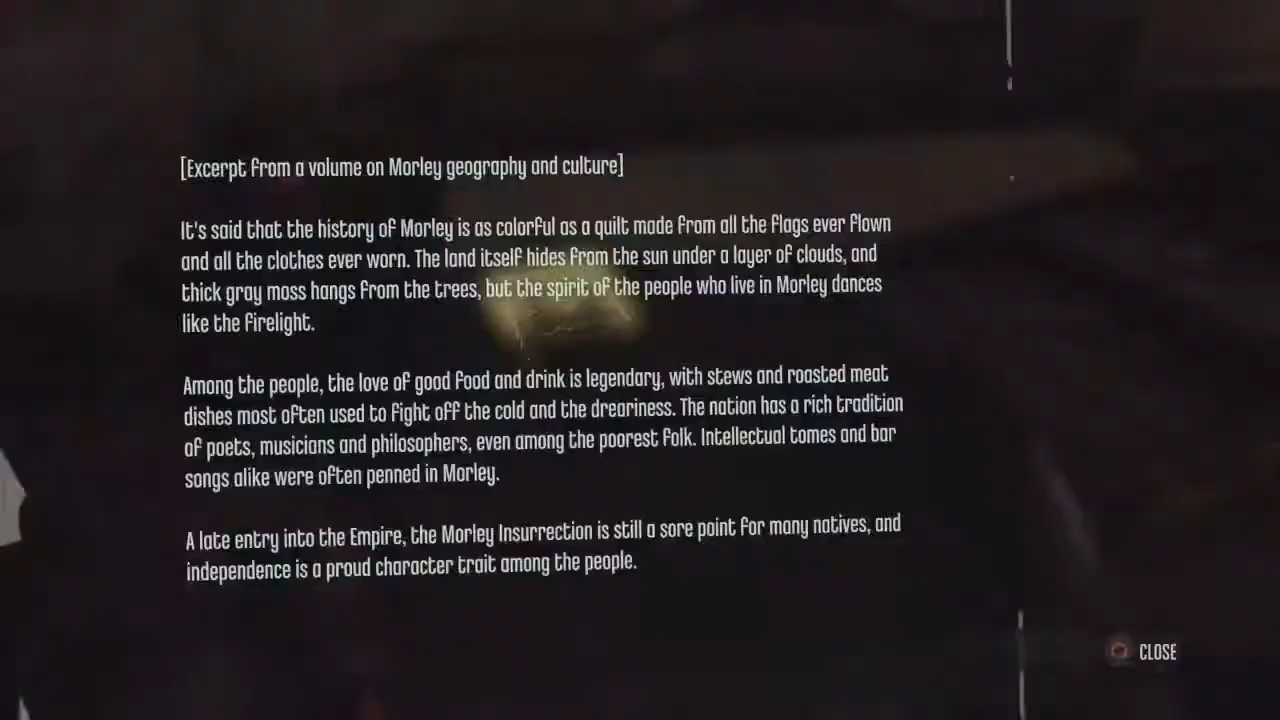 [Excerpt from a volume on Morley geography and culture]
It's said that the history of Morley is as colorful as a quilt made from all the flags ever flown
and all the clothes ever worn. The land itself hides from the sun under a layer of clouds, and
thick gray moss hangs from the trees, but the spirit of the people who live in Morley dances
like the firelight.
Among the people, the love of good food and drink is legendary, with stews and roasted meat
dishes most often used to fight off the cold and the dreariness. The nation has a rich tradition
of poets, musicians and philosophers, even among the poorest folk. Intellectual tomes and bar
songs alike were often penned in Morley.
A late entry into the Empire, the Morley Insurrection is still a sore point for many natives, and
independence is a proud character trait among the people.
CLOSE